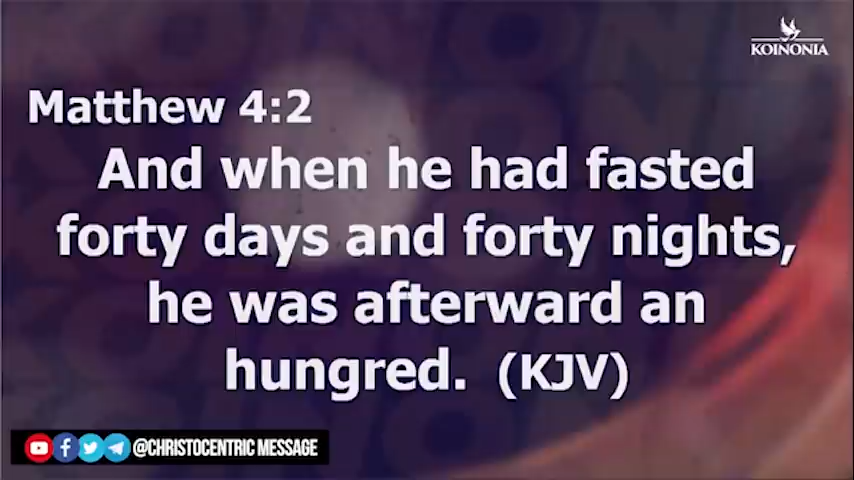 KOINONIA
Matthew 4:2
And when he had fasted
forty days and forty nights,
he was afterward an
hungred. (KJV)
@CHRISTOCENTRIC MESSAGE